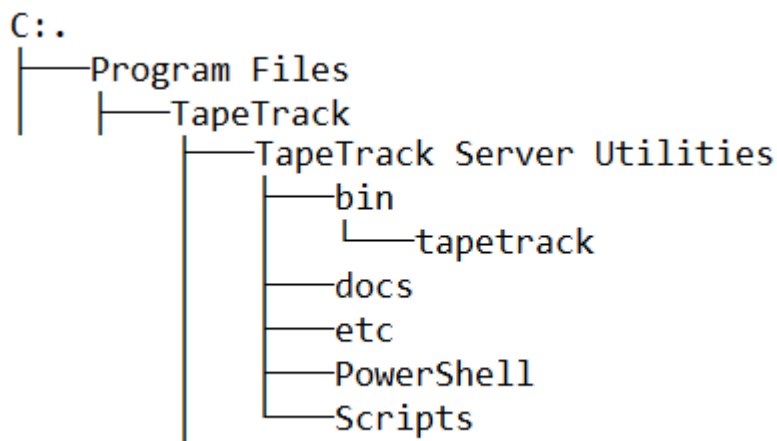 C:.
Program Files
TapeTrack
TapeTrack Server Utilities
bin
tapetrack
docs
etc
PowerShell
Scripts